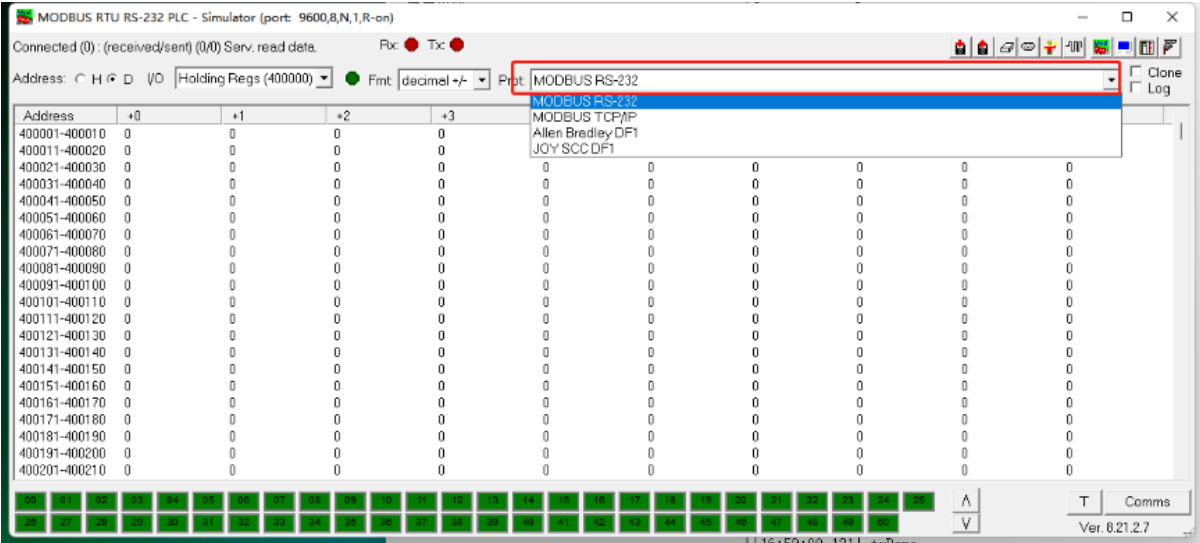 MODBUS RTU RS-232 PLC - Simulator (port: 9600,8,N,1,R-on)
Connected (0) : (received/sent) (0/0) Serv. read data. Rx: Tx:
Address: H D I/O Holding Regs (400000) Fmt: decimal +/- Prot: MODBUS RS-232 Clone
Log
MODBUS RS-232
MODBUS TCP/IP
Allen Bradley DF1
JOY SCC DF1
Address +0 +1 +2 +3
400001-400010 0 0 0 0
400011-400020 0 0 0 0
400021-400030 0 0 0 0 0 0 0 0 0 0
400031-400040 0 0 0 0 0 0 0 0 0 0
400041-400050 0 0 0 0 0 0 0 0 0 0
400051-400060 0 0 0 0 0 0 0 0 0 0
400061-400070 0 0 0 0 0 0 0 0 0 0
400071-400080 0 0 0 0 0 0 0 0 0 0
400081-400090 0 0 0 0 0 0 0 0 0 0
400091-400100 0 0 0 0 0 0 0 0 0 0
400101-400110 0 0 0 0 0 0 0 0 0 0
400111-400120 0 0 0 0 0 0 0 0 0 0
400121-400130 0 0 0 0 0 0 0 0 0 0
400131-400140 0 0 0 0 0 0 0 0 0 0
400141-400150 0 0 0 0 0 0 0 0 0 0
400151-400160 0 0 0 0 0 0 0 0 0 0
400161-400170 0 0 0 0 0 0 0 0 0 0
400171-400180 0 0 0 0 0 0 0 0 0 0
400181-400190 0 0 0 0 0 0 0 0 0 0
400191-400200 0 0 0 0 0 0 0 0 0 0
400201-400210 0 0 0 0 0 0 0 0 0 0
00 01 02 03 04 05 06 07 08 09 10 11 12 13 14 15 16 17 18 19 20 21 22 23 24 25 T Comms
26 27 28 29 30 31 32 33 34 35 36 37 38 39 40 41 42 43 44 45 46 47 48 49 50 Ver. 8.21.2.7